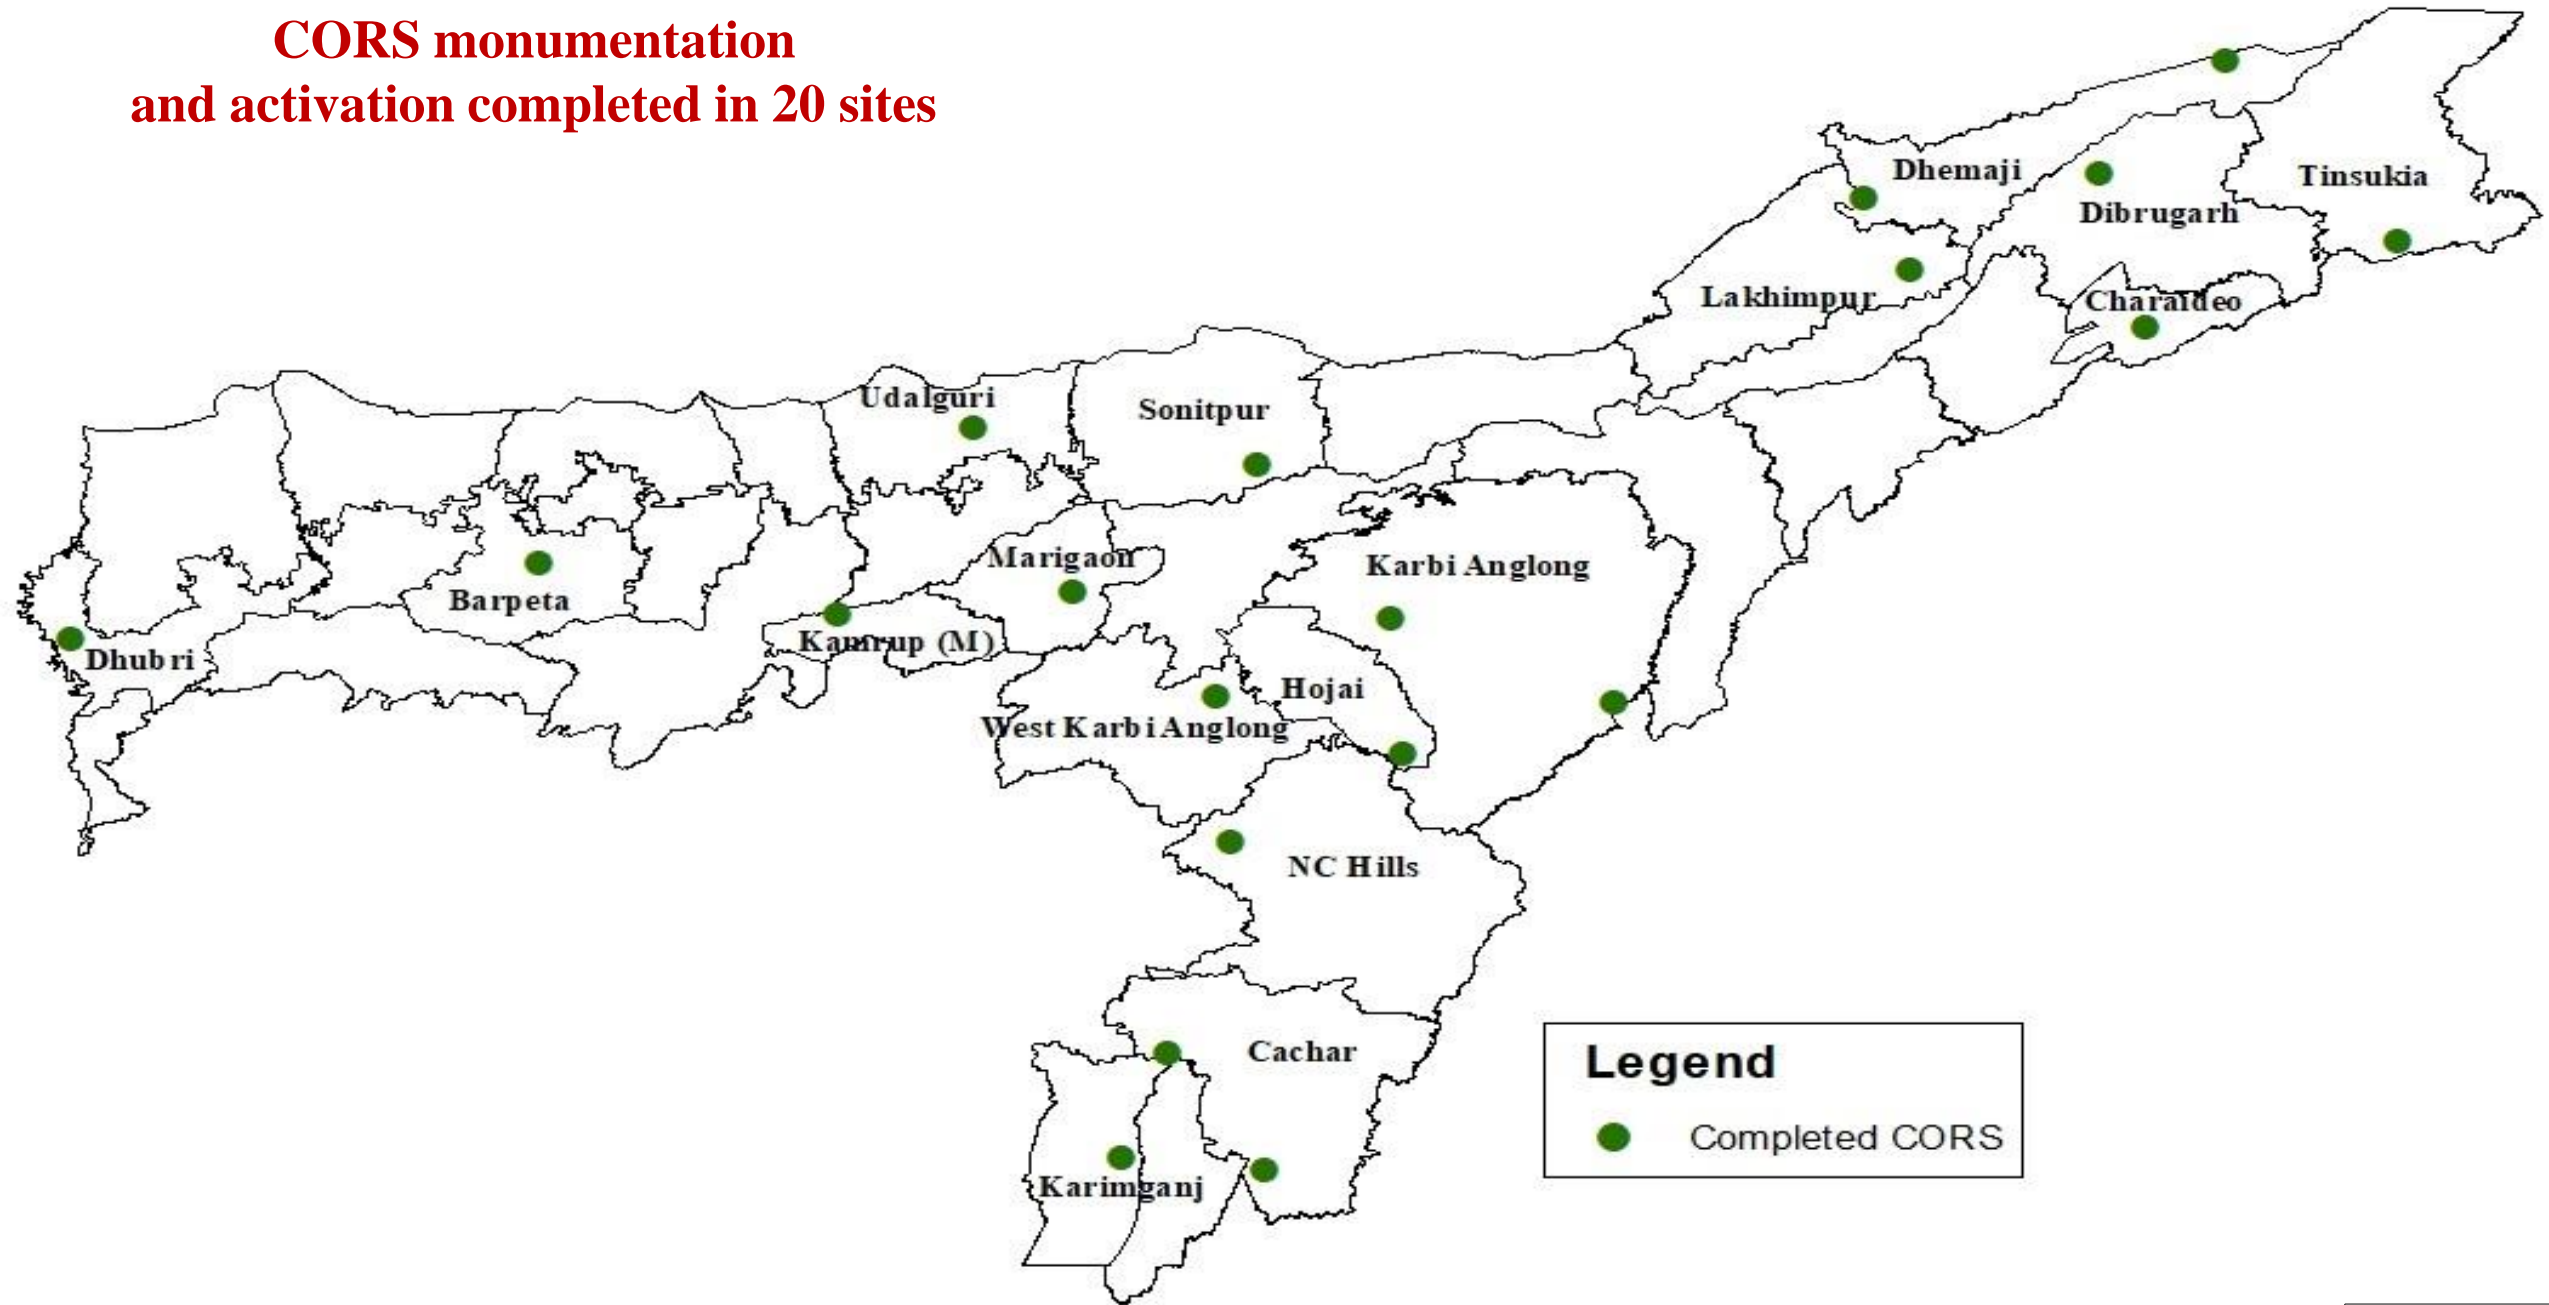 CORS monumentation
and activation completed in 20 sites
Dhemaji
Tinsukia
Dibrugarh
Lakhimpur
Charaideo
Udalguri
Sonitpur
Marigaon
Karbi Anglong
Barpeta
Kamrup (M)
Dhubri
Hojai
West Karbi Anglong
NC Hills
Cachar
Karimganj
Legend
Completed CORS